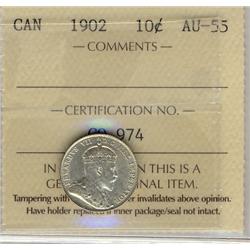 CAN 1902 10¢ AU-55
— COMMENTS —
— CERTIFICATION NO. —
974
IN THIS IS A
ITEM.
Tampering with invalidates above opinion.
Have holder if inner package/seal not intact.